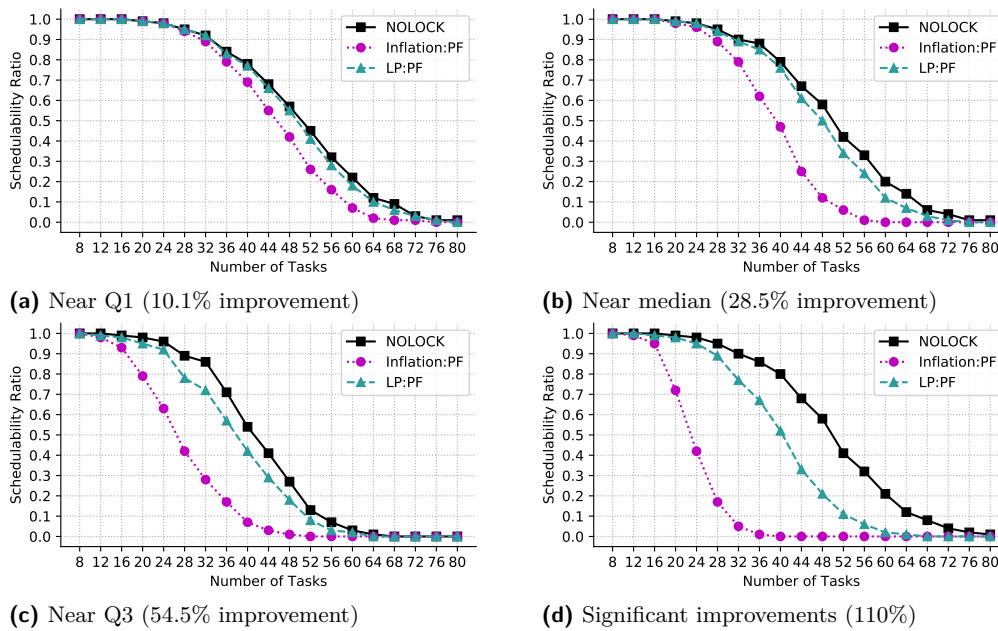 1.0
0.9
0.8
0.7
0.6
0.5
0.4
0.3
0.2
0.1
0.0
Schedulability Ratio
NOLOCK
Inflation:PF
LP:PF
8 12 16 20 24 28 32 36 40 44 48 52 56 60 64 68 72 76 80
Number of Tasks
(a) Near Q1 (10.1% improvement)
1.0
0.9
0.8
0.7
0.6
0.5
0.4
0.3
0.2
0.1
0.0
Schedulability Ratio
NOLOCK
Inflation:PF
LP:PF
8 12 16 20 24 28 32 36 40 44 48 52 56 60 64 68 72 76 80
Number of Tasks
(b) Near median (28.5% improvement)
1.0
0.9
0.8
0.7
0.6
0.5
0.4
0.3
0.2
0.1
0.0
Schedulability Ratio
NOLOCK
Inflation:PF
LP:PF
8 12 16 20 24 28 32 36 40 44 48 52 56 60 64 68 72 76 80
Number of Tasks
(c) Near Q3 (54.5% improvement)
1.0
0.9
0.8
0.7
0.6
0.5
0.4
0.3
0.2
0.1
0.0
Schedulability Ratio
NOLOCK
Inflation:PF
LP:PF
8 12 16 20 24 28 32 36 40 44 48 52 56 60 64 68 72 76 80
Number of Tasks
(d) Significant improvements (110%)